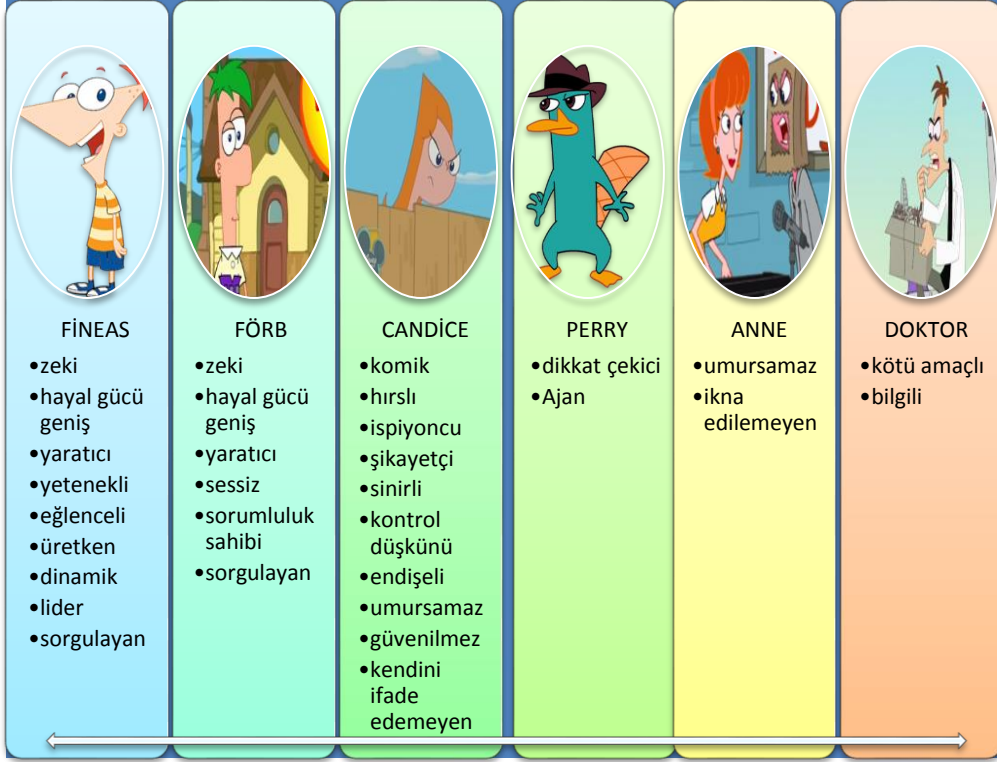 FİNEAS
•zeki
•hayal gücü
geniş
•yaratıcı
•yetenekli
•eğlenceli
•üretken
•dinamik
•lider
•sorgulayan
FÖRB
•zeki
•hayal gücü
geniş
•yaratıcı
•sessiz
•sorumluluk
sahibi
•sorgulayan
CANDİCE
•komik
•hırslı
•ispiyoncu
•şikayetçi
•sinirli
•kontrol
düşkünü
•endişeli
•umursamaz
•güvenilmez
•kendini
ifade
edemeyen
PERRY
•dikkat çekici
•Ajan
ANNE
•umursamaz
•ikna
edilemeyen
DOKTOR
•kötü amaçlı
•bilgili